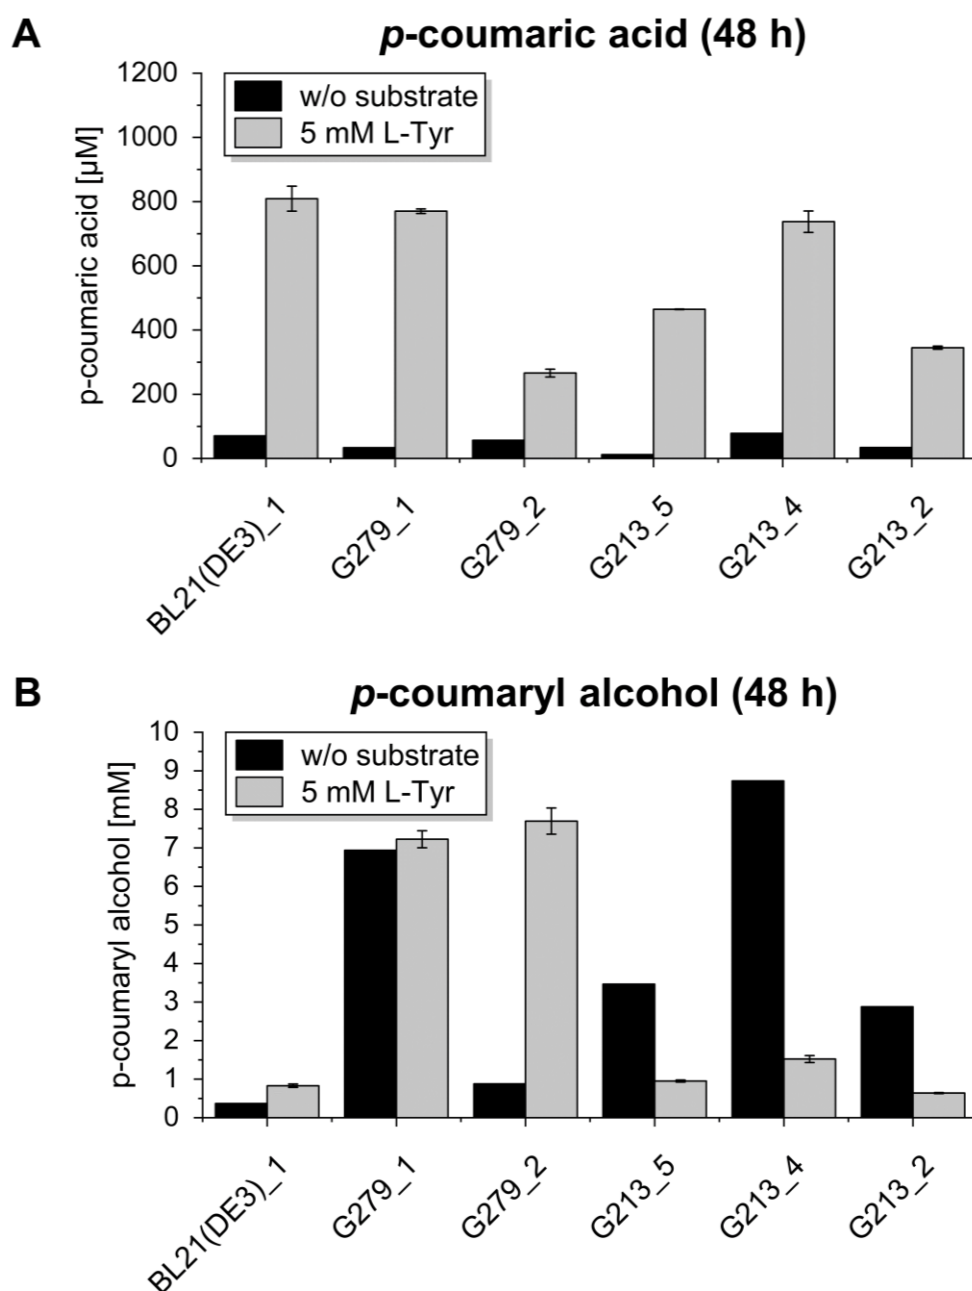 A
p-coumaric acid (48 h)
1200
1000
800
600
400
200
0
p-coumaric acid [µM]
w/o substrate
5 mM L-Tyr
BL21(DE3)_1
G279_1
G279_2
G213_5
G213_4
G213_2
B
p-coumaryl alcohol (48 h)
10
9
8
7
6
5
4
3
2
1
0
p-coumaryl alcohol [mM]
w/o substrate
5 mM L-Tyr
BL21(DE3)_1
G279_1
G279_2
G213_5
G213_4
G213_2